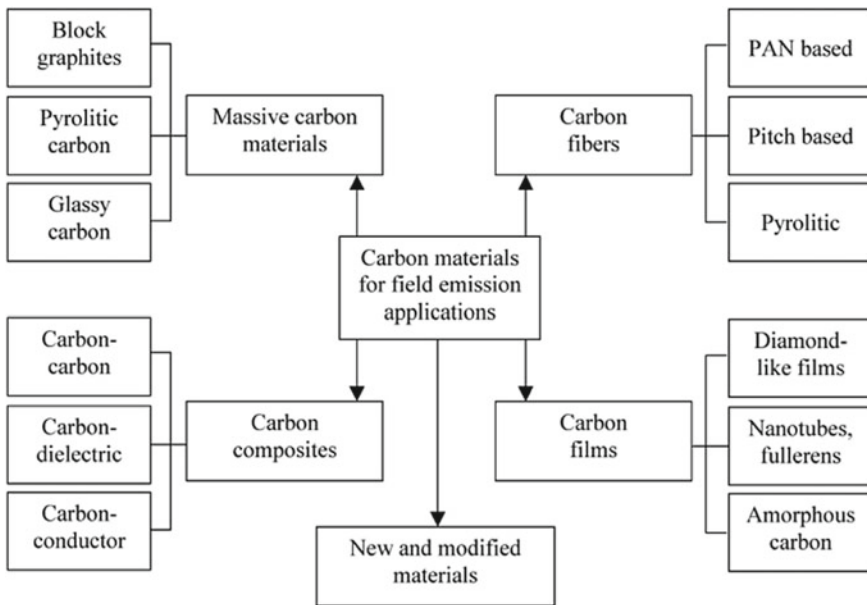 Block
graphites
Pyrolitic
carbon
Glassy
carbon
Massive carbon
materials
Carbon
fibers
PAN based
Pitch based
Pyrolitic
Carbon materials
for field emission
applications
Carbon-
carbon
Carbon-
dielectric
Carbon-
conductor
Carbon
composites
Carbon
films
Diamond-
like films
Nanotubes,
fullerens
Amorphous
carbon
New and modified
materials